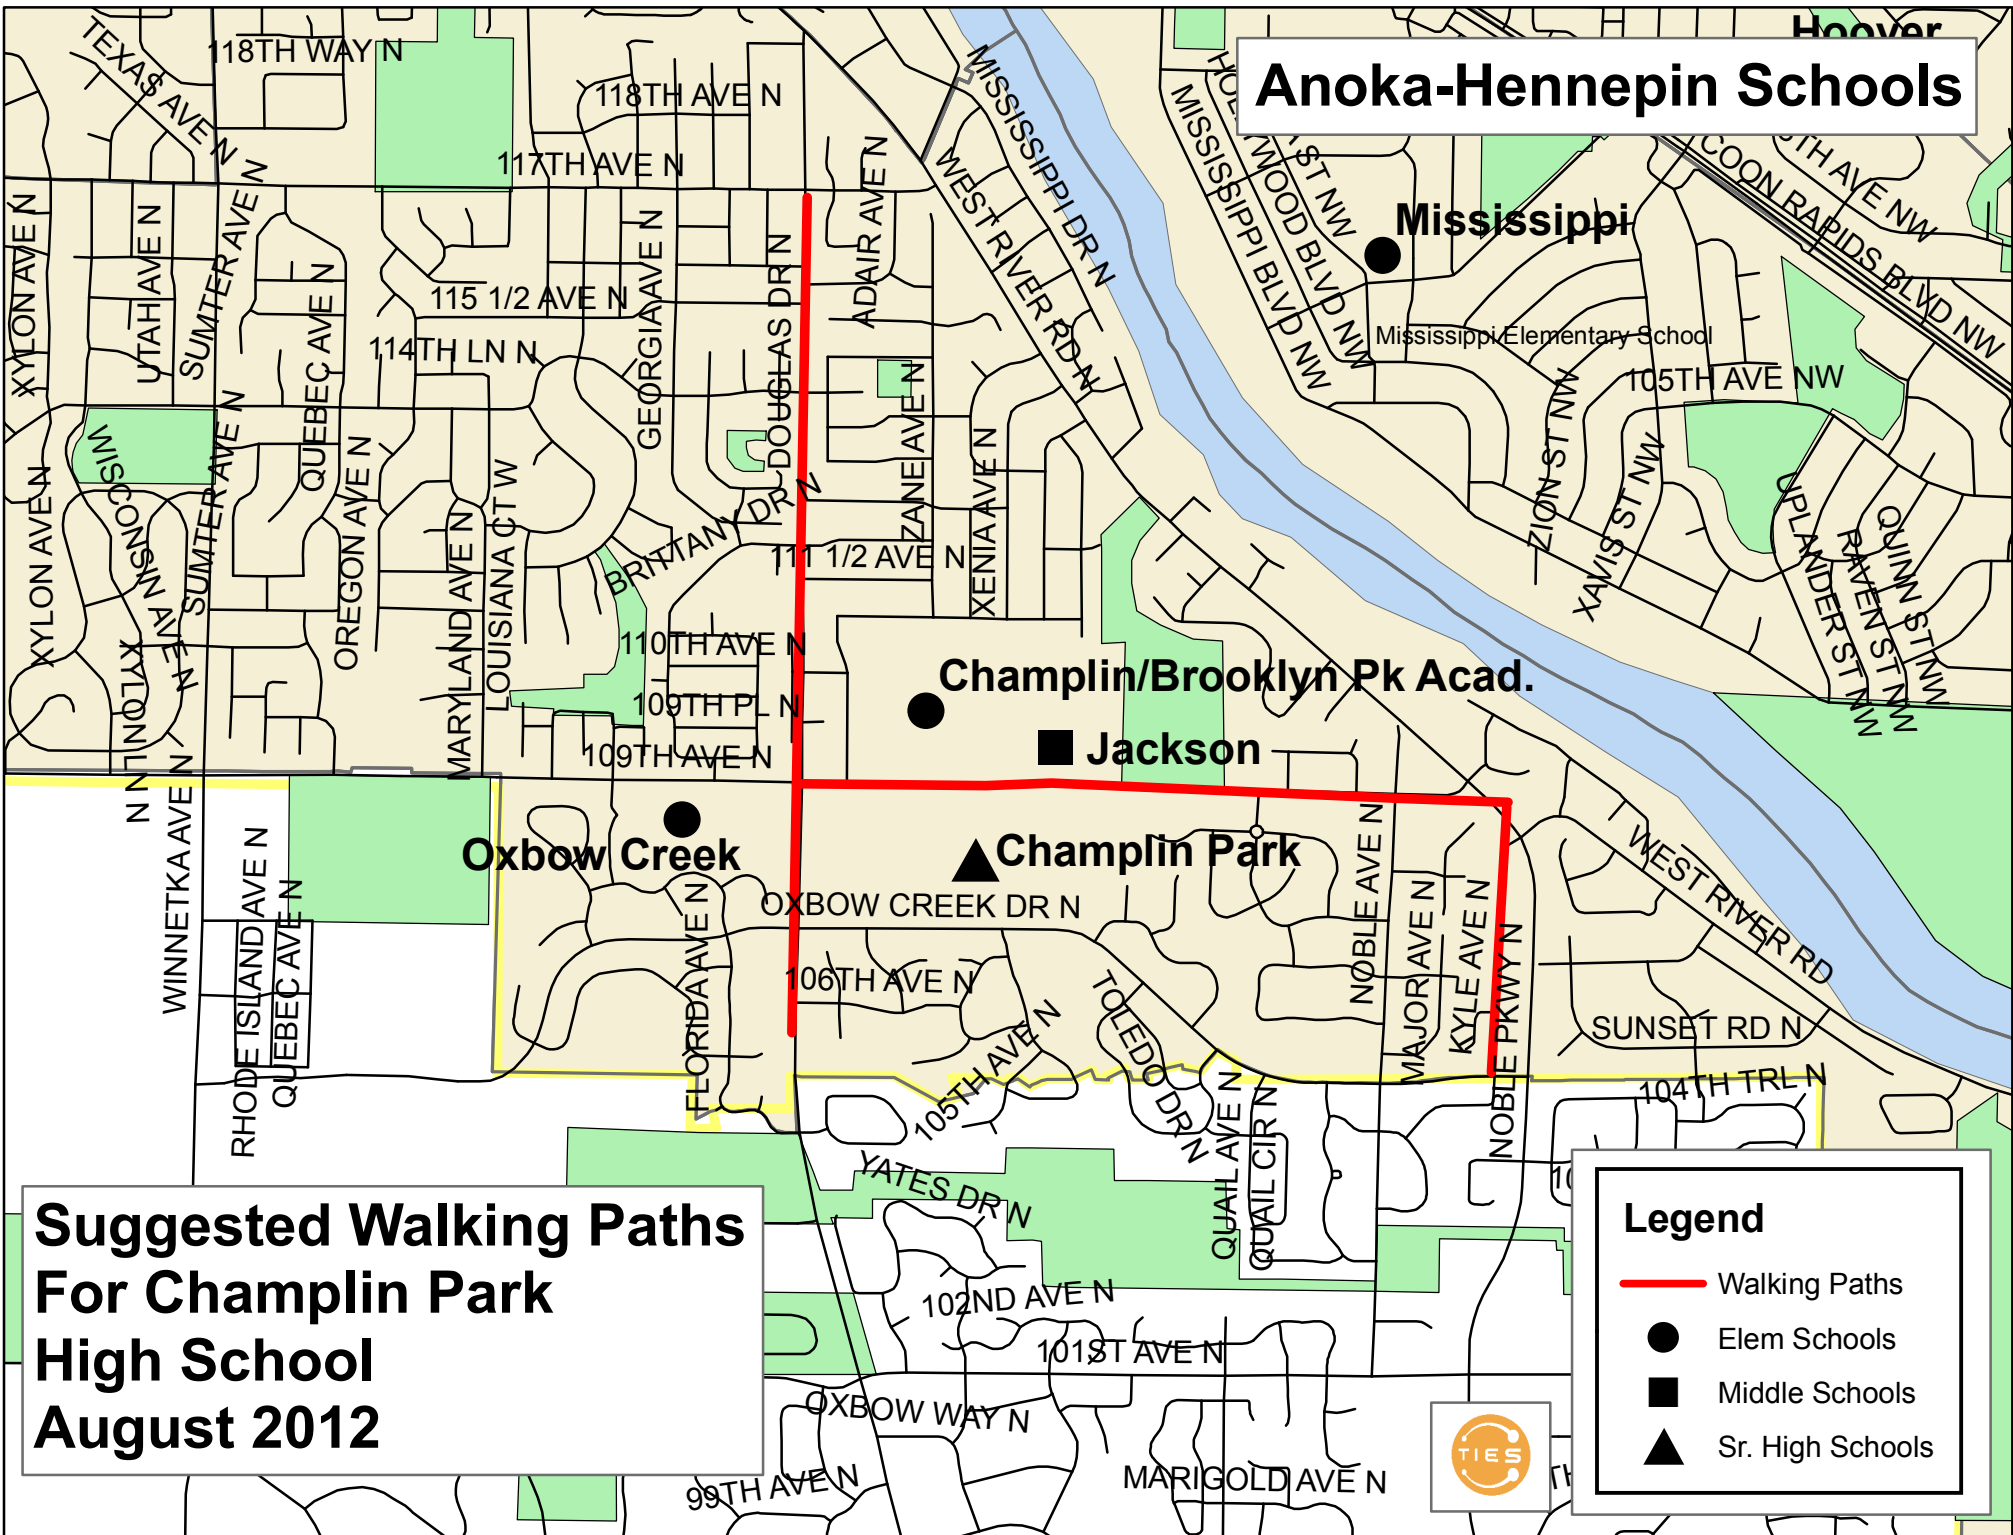 Hoover
Anoka-Hennepin Schools
TEXAS AVE N
118TH WAY N
118TH AVE N
117TH AVE N
MISSISSIPPI DR N
WEST RIVER RD N
MISSISSIPPI BLVD NW
COON RAPIDS BLVD NW
Mississippi
Mississippi Elementary School
105TH AVE NW
XYLON AVE N
UTAH AVE N
SUMTER AVE N
QUEBEC AVE N
115 1/2 AVE N
114TH LN N
GEORGIA AVE N
DOUGLAS DR N
ADAIR AVE N
ZANE AVE N
XENIA AVE N
ZION ST NW
XAVIS ST NW
UPLANDER ST NW
RAVEN ST NW
QUINN ST NW
XYLON AVE N
WISCONSIN AVE N
SUMTER AVE N
OREGON AVE N
MARYLAND AVE N
LOUISIANA CT W
BRITTANY DR N
111 1/2 AVE N
110TH AVE N
109TH PL N
109TH AVE N
XYLON LN N
Champlin/Brooklyn Pk Acad.
Jackson
Oxbow Creek
Champlin Park
WINNETKA AVE N
RHODE ISLAND AVE N
QUEBEC AVE N
FLORIDA AVE N
OXBOW CREEK DR N
106TH AVE N
105TH AVE N
TOLEDO DR N
NOBLE AVE N
MAJOR AVE N
KYLE AVE N
NOBLE PKWY N
WEST RIVER RD
SUNSET RD N
104TH TRL N
QUAIL AVE N
QUAIL CIR N
YATES DR N
102ND AVE N
101ST AVE N
OXBOW WAY N
99TH AVE N
MARIGOLD AVE N
Suggested Walking Paths
For Champlin Park
High School
August 2012
TIES
Legend
Walking Paths
Elem Schools
Middle Schools
Sr. High Schools